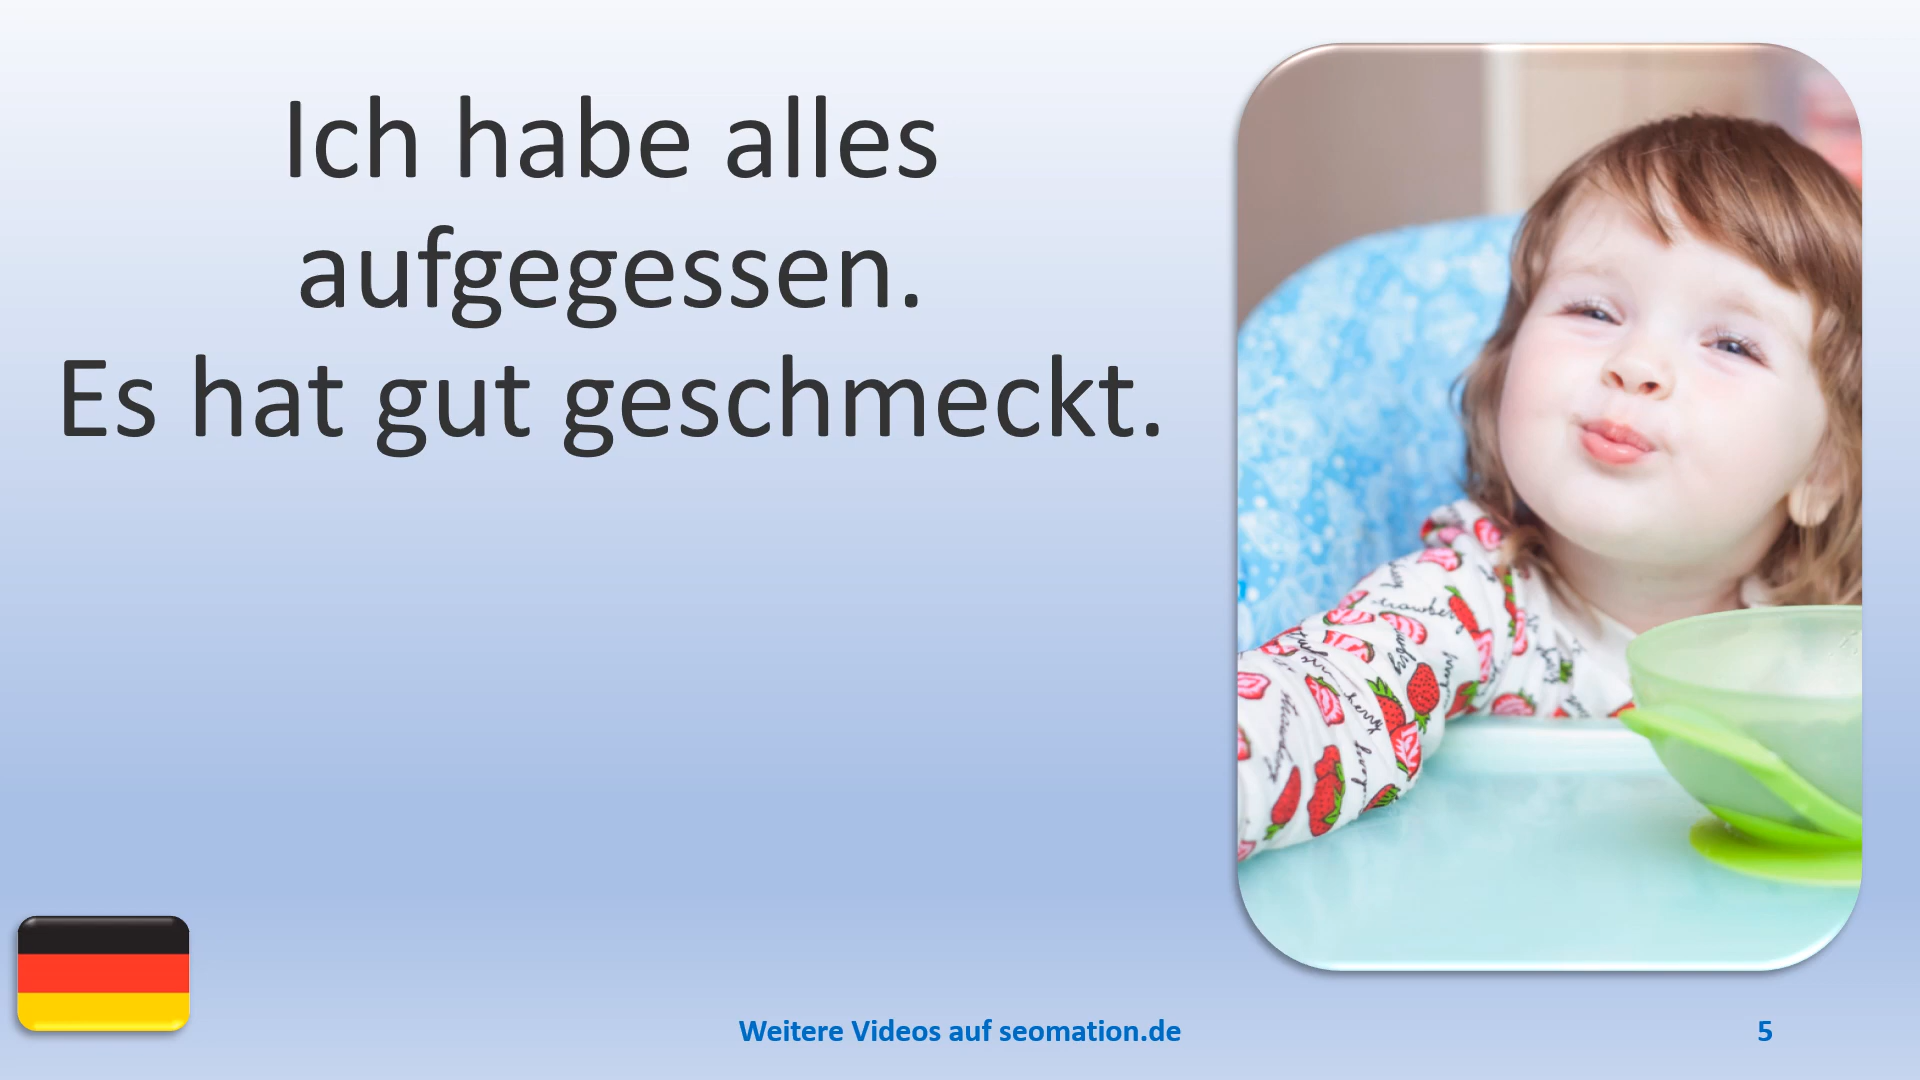 Ich habe alles
aufgegessen.
Es hat gut geschmeckt.
Weitere Videos auf seomation.de
5